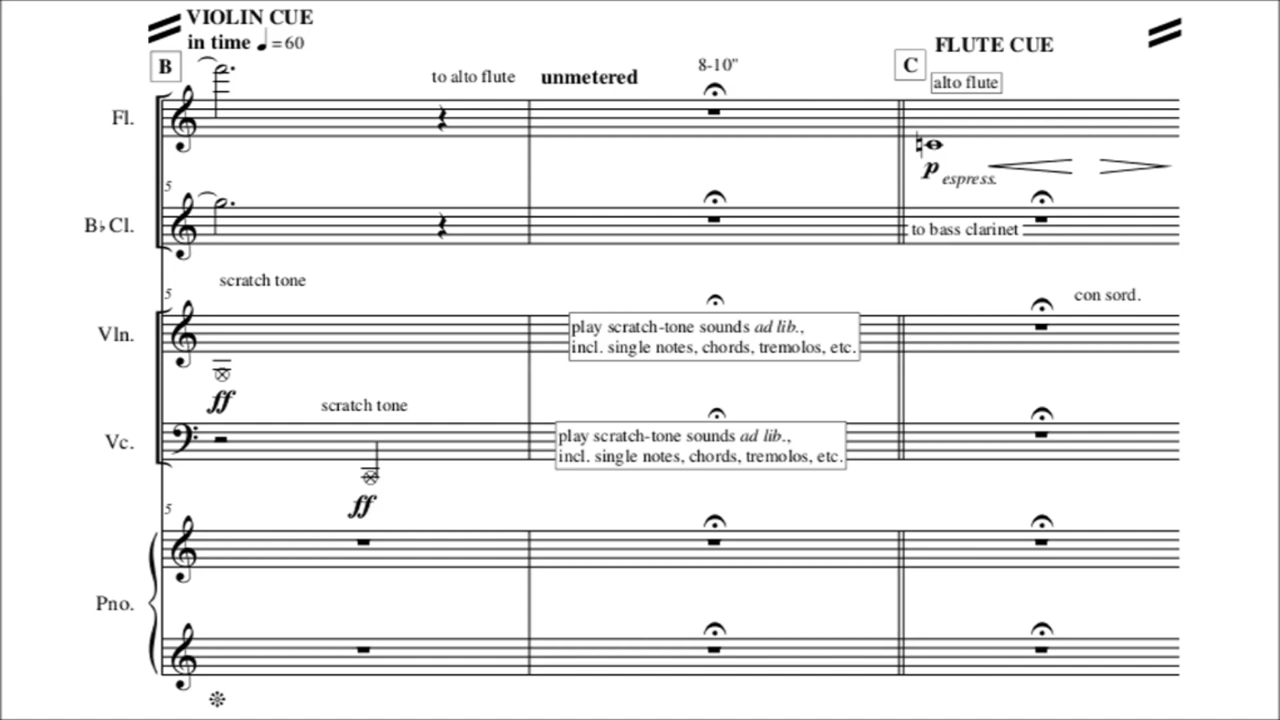 VIOLIN CUE
in time ♩=60
FLUTE CUE
B
to alto flute
unmetered
8-10"
C
alto flute
Fl.
p espress.
5
B♭ Cl.
to bass clarinet
scratch tone
5
con sord.
Vln.
play scratch-tone sounds ad lib.,
incl. single notes, chords, tremolos, etc.
ff
scratch tone
Vc.
play scratch-tone sounds ad lib.,
incl. single notes, chords, tremolos, etc.
ff
5
Pno.